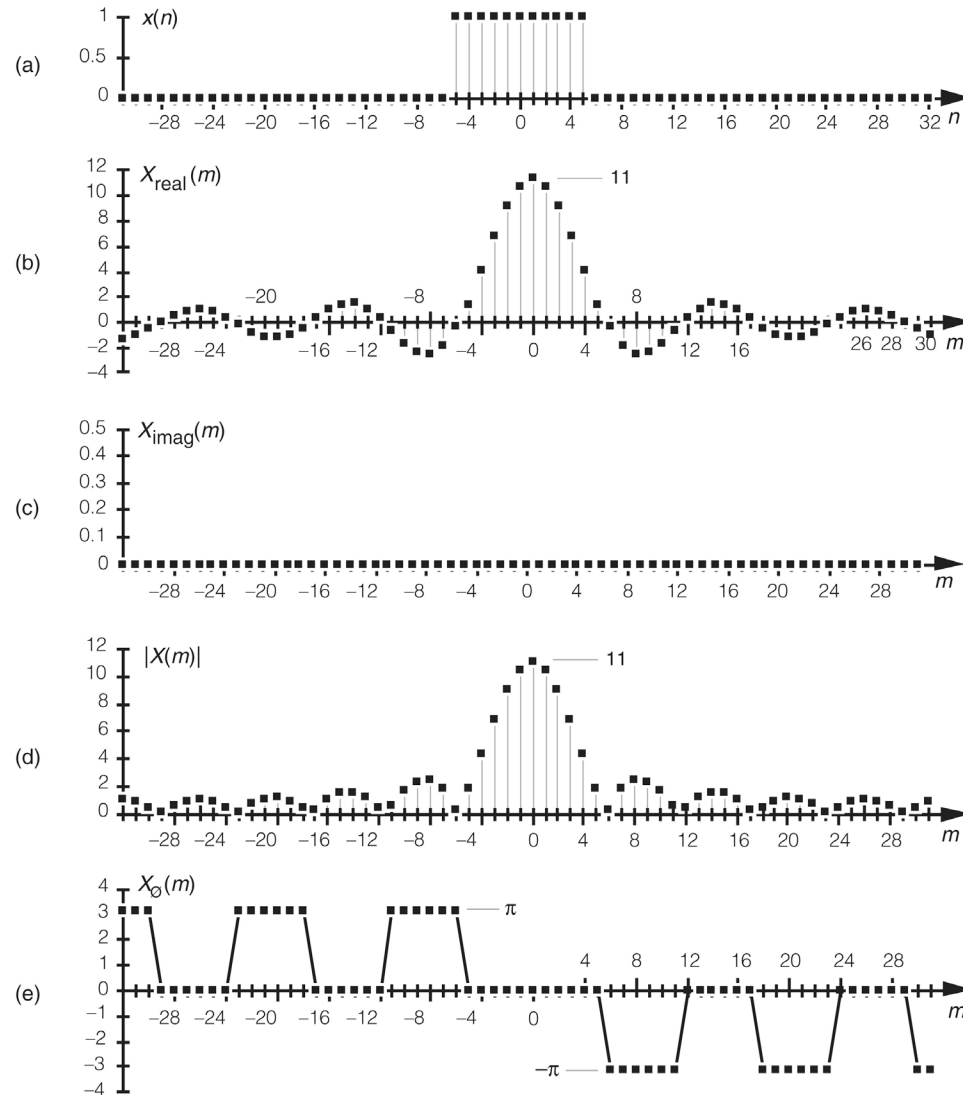 x(n)
1
(a)
0.5
0
−28 −24 −20 −16 −12 −8 −4 0 4 8 12 16 20 24 28 32 n
12
X real (m)
11
10
8
(b)
6
4
2
−20 −8 8
0
−2
−28 −24 −16 −12 −4 0 4 12 16 26 28 30 m
−4
0.5
X imag (m)
0.4
0.3
(c)
0.2
0.1
0
−28 −24 −20 −16 −12 −8 −4 0 4 8 12 16 20 24 28 m
12
|X(m)|
11
10
8
(d)
6
4
2
0
−28 −24 −20 −16 −12 −8 −4 0 4 8 12 16 20 24 28 m
4
X ø (m)
3
π
2
1
4 8 12 16 20 24 28
(e)
0
−1
−28 −24 −20 −16 −12 −8 −4 0 m
−2
−3
−π
−4